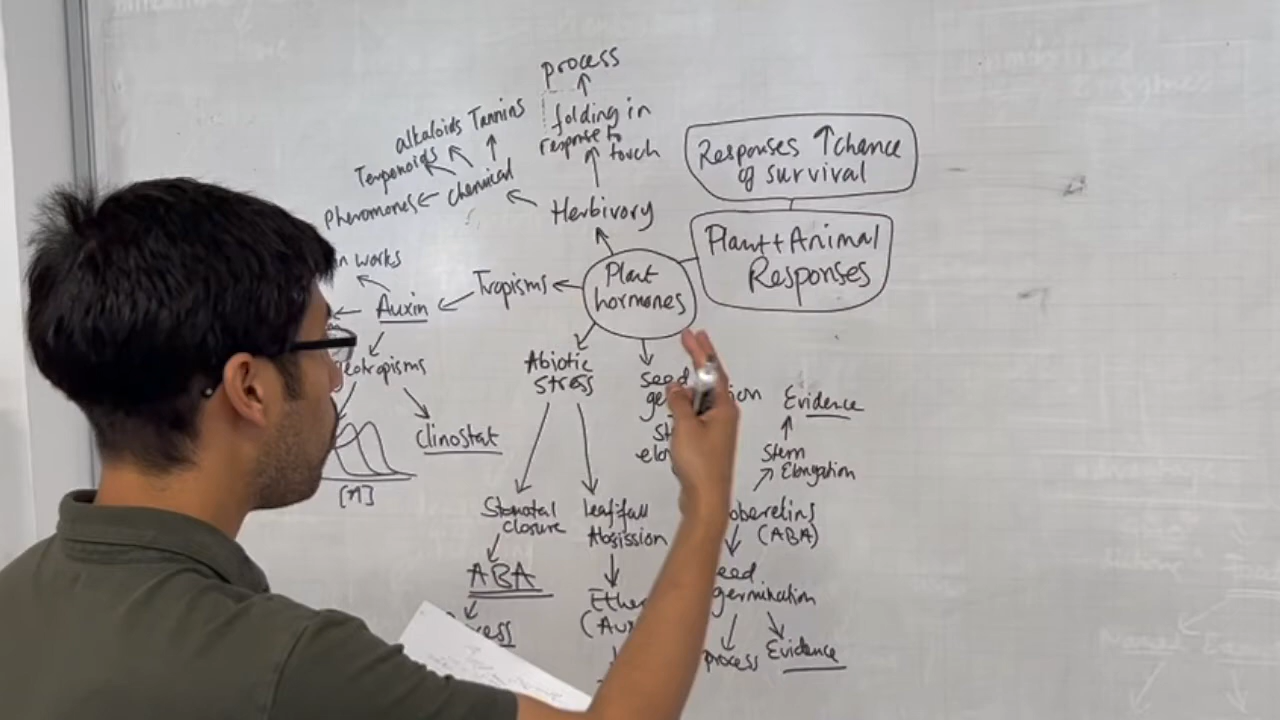 process
folding in
response to
touch
alkaloids Tannins
Terpenoids
chemical
pheromones
Herbivory
Responses ↑ chance
of survival
Plant + Animal
Responses
Plant
hormones
Tropisms
works
Auxin
Clinostat
[n]
Abiotic
stress
Stomatal
closure
ABA
leaf fall
Absission
Seed
Evidence
Stem
Elongation
(ABA)
germination
process Evidence